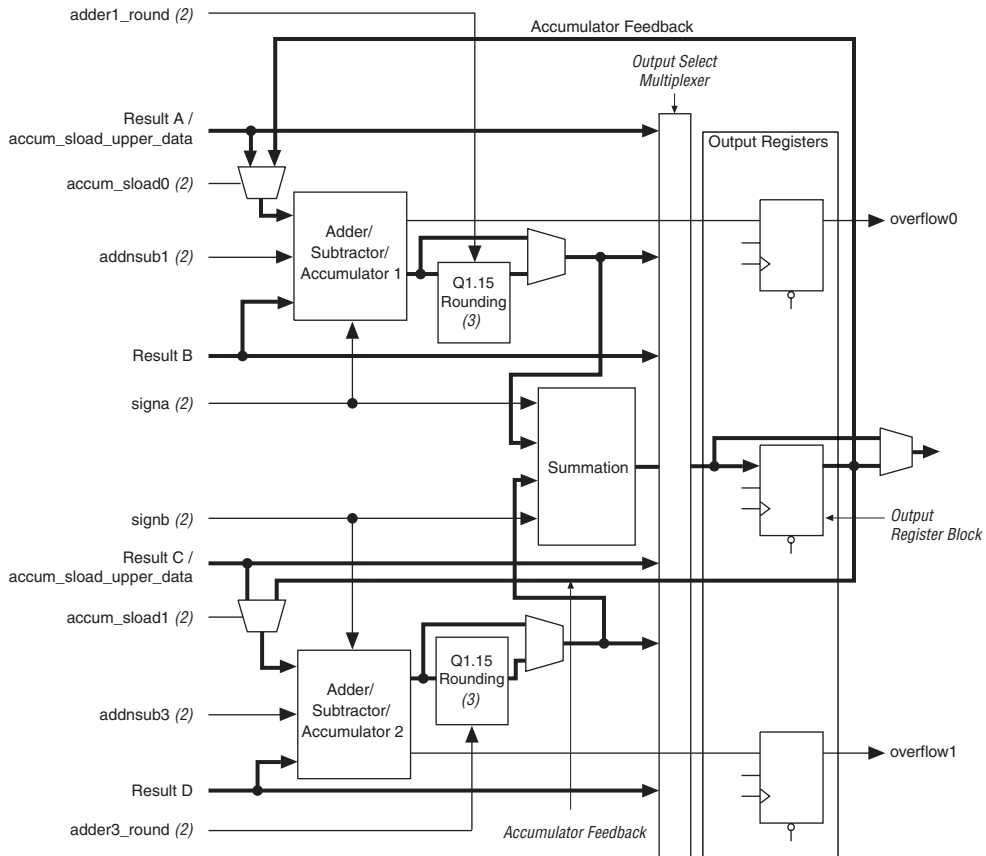 adder1_round (2)
Accumulator Feedback
Output Select
Multiplexer
Result A /
accum_sload_upper_data
Output Registers
accum_sload0 (2)
overflow0
Adder/
Subtractor/
Accumulator 1
addnsub1 (2)
Q1.15
Rounding
(3)
Result B
signa (2)
Summation
signb (2)
Output
Register Block
Result C /
accum_sload_upper_data
accum_sload1 (2)
Q1.15
Rounding
(3)
Adder/
Subtractor/
Accumulator 2
addnsub3 (2)
overflow1
Result D
adder3_round (2)
Accumulator Feedback